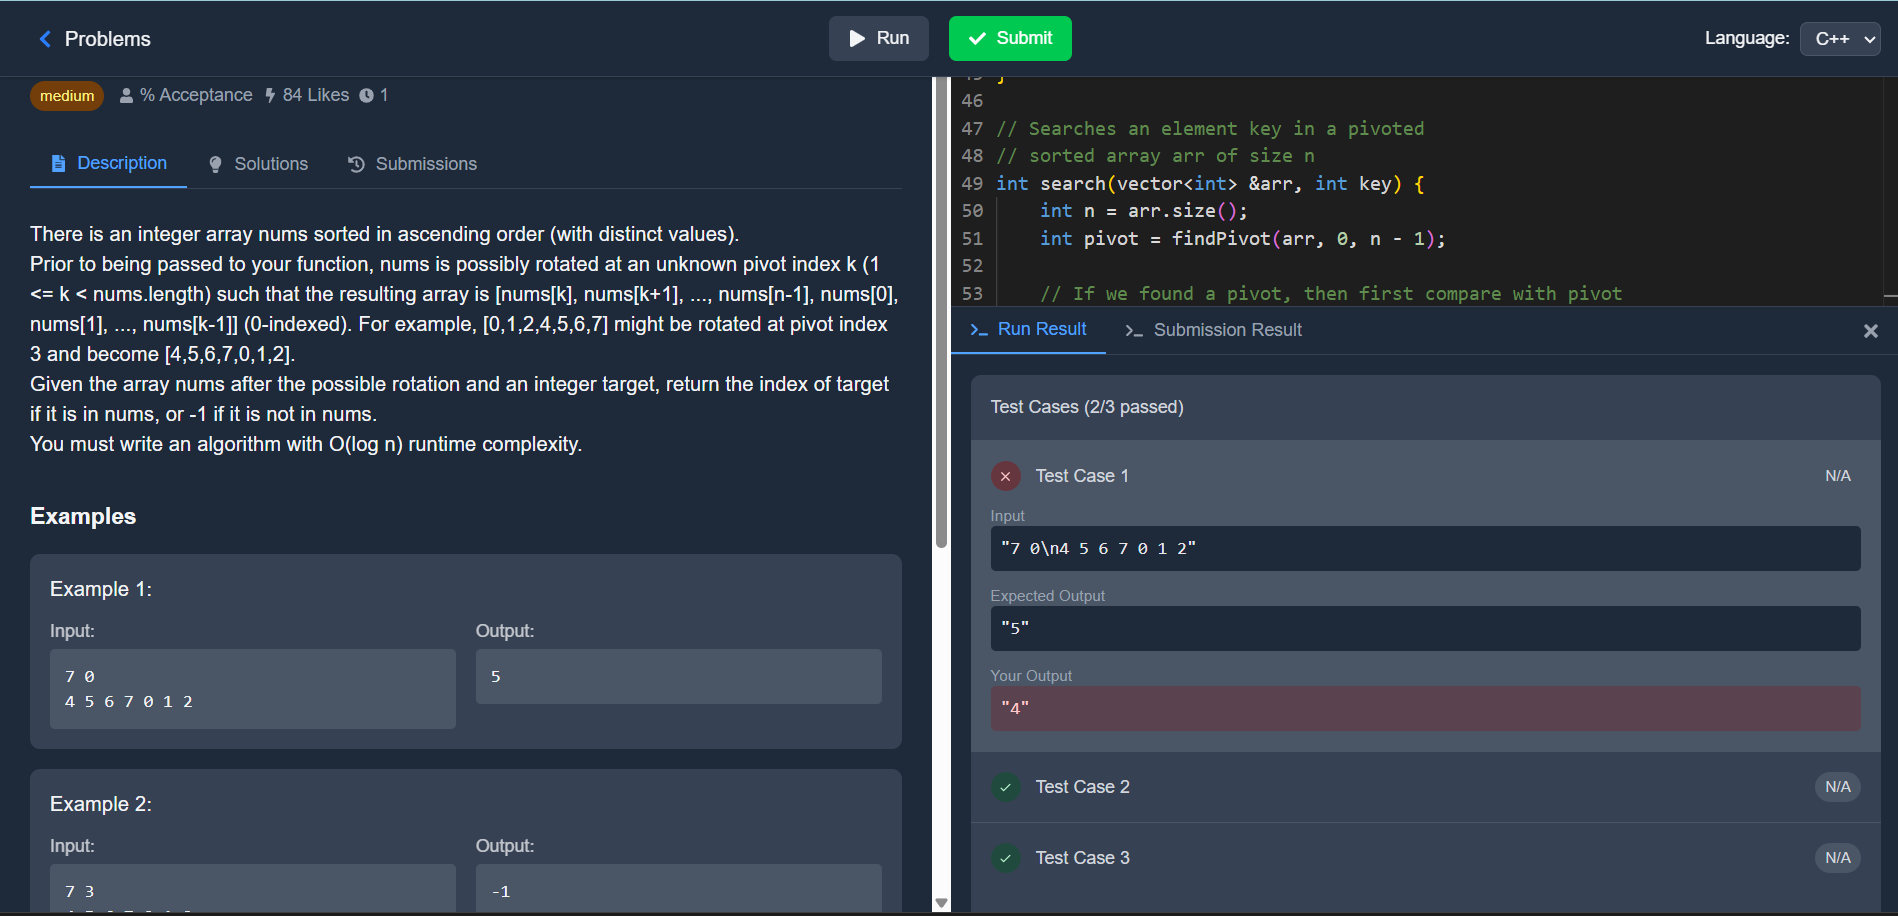 Problems
Run
Submit
Language:
C++
medium
% Acceptance
84 Likes
1
Description
Solutions
Submissions
There is an integer array nums sorted in ascending order (with distinct values).
Prior to being passed to your function, nums is possibly rotated at an unknown pivot index k (1
<= k < nums.length) such that the resulting array is [nums[k], nums[k+1], ..., nums[n-1], nums[0],
nums[1], ..., nums[k-1]] (0-indexed). For example, [0,1,2,4,5,6,7] might be rotated at pivot index
3 and become [4,5,6,7,0,1,2].
Given the array nums after the possible rotation and an integer target, return the index of target
if it is in nums, or -1 if it is not in nums.
You must write an algorithm with O(log n) runtime complexity.
Examples
Example 1:
Input:
7 0
4 5 6 7 0 1 2
Output:
5
Example 2:
Input:
7 3
Output:
-1
45 }
46
47 // Searches an element key in a pivoted
48 // sorted array arr of size n
49 int search(vector<int> &arr, int key) {
50 int n = arr.size();
51 int pivot = findPivot(arr, 0, n - 1);
52
53 // If we found a pivot, then first compare with pivot
>_ Run Result
>_ Submission Result
Test Cases (2/3 passed)
Test Case 1
N/A
Input
"7 0\n4 5 6 7 0 1 2"
Expected Output
"5"
Your Output
"4"
Test Case 2
N/A
Test Case 3
N/A